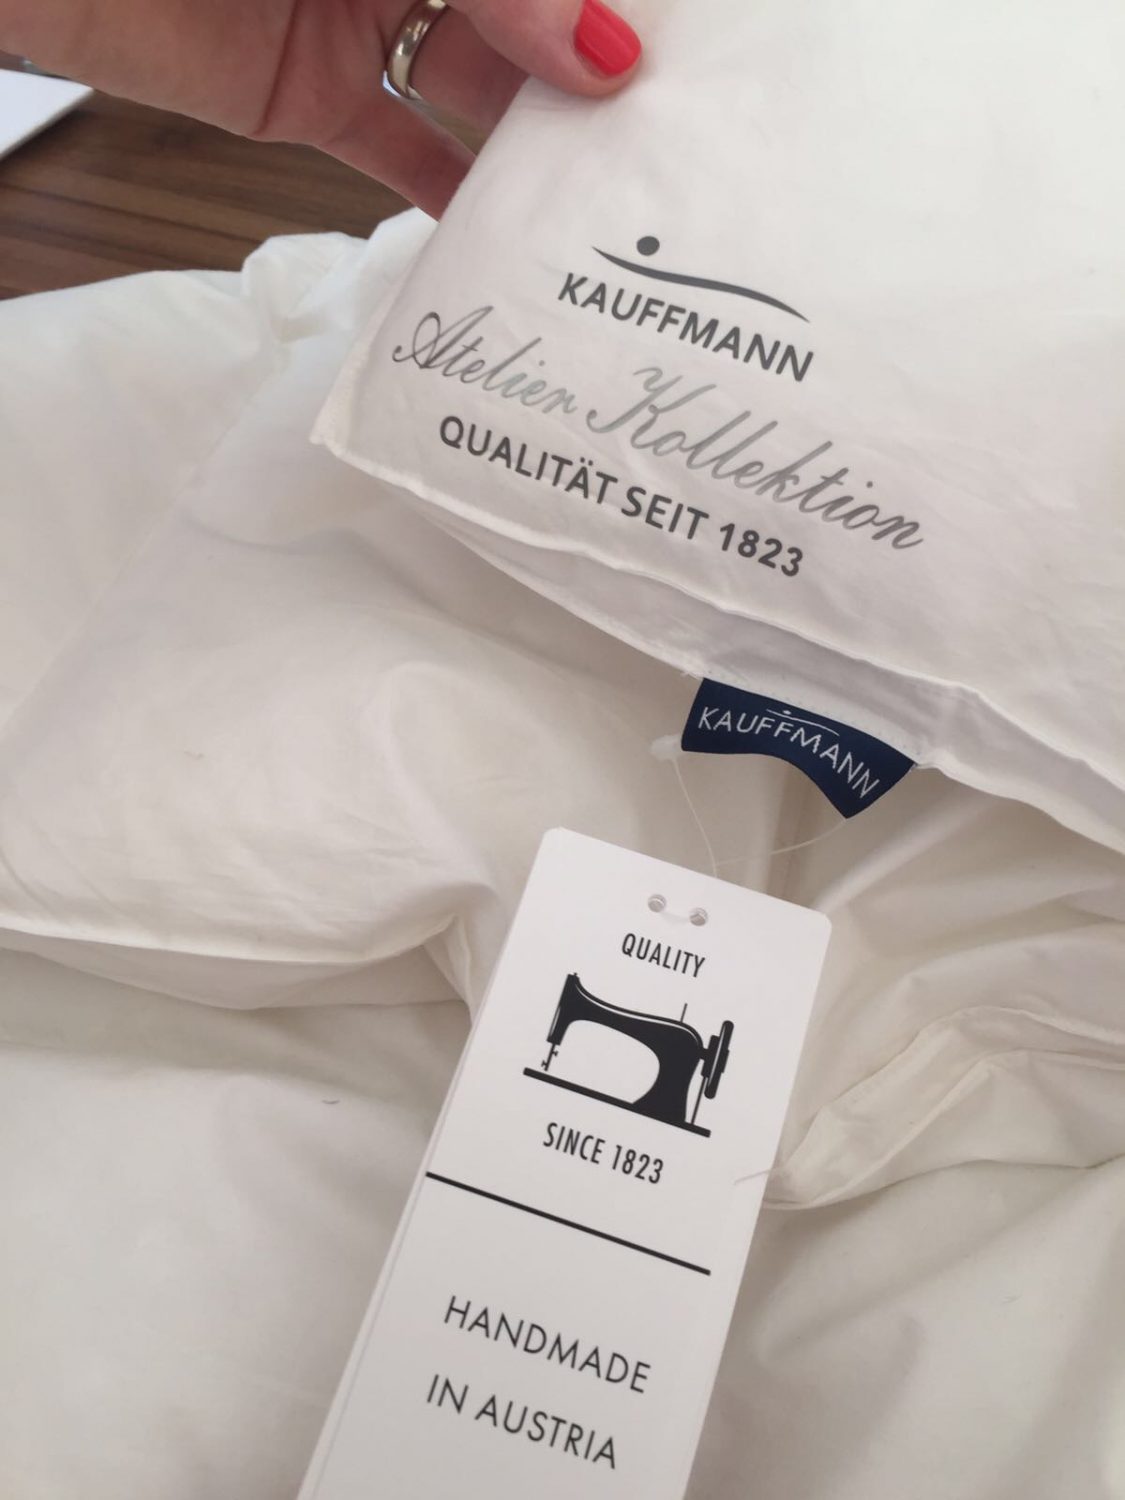 KAUFFMANN
Atelier Kollektion
QUALITÄT SEIT 1823
KAUFFMANN
QUALITY
SINCE 1823
HANDMADE
IN AUSTRIA